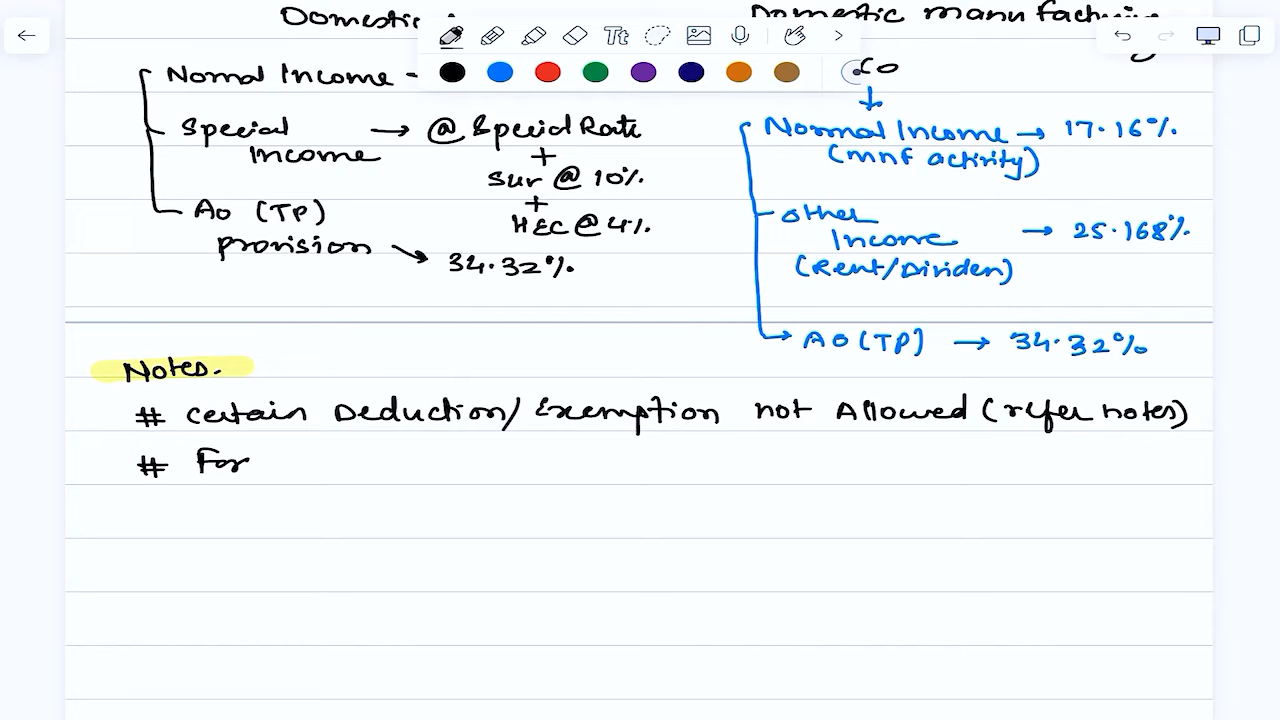 Domestic
Domestic manufacturing
Co
Normal Income -
Special Income → @ Special Rate
+
Sur @ 10%
+
HEC @ 4%.
AO (TP) provision → 34.32%
Normal Income → 17.16%
(mnf activity)
other Income → 25.168%
(Rent/Dividen)
AO (TP) → 34.32%
Notes.
# certain Deduction/Exemption not Allowed (refer notes)
# For
Tt